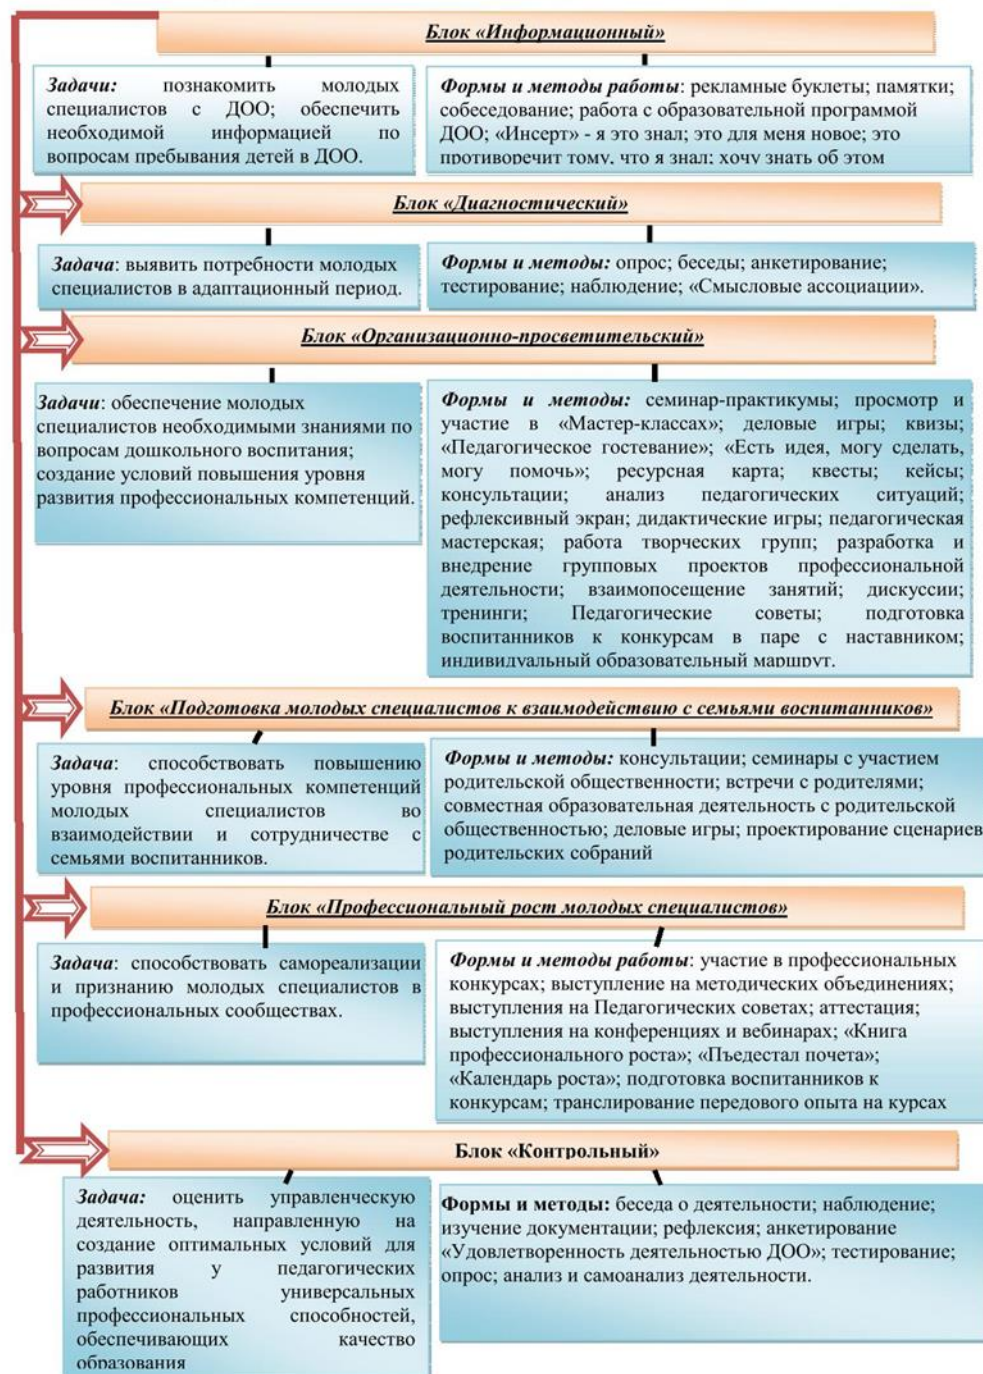 Блок «Информационный»
Задачи: познакомить молодых
специалистов с ДОО; обеспечить
необходимой информацией по
вопросам пребывания детей в ДОО.
Формы и методы работы: рекламные буклеты; памятки;
собеседование; работа с образовательной программой
ДОО; «Инсерт» - я это знал; это для меня новое; это
противоречит тому, что я знал; хочу знать об этом
Блок «Диагностический»
Задача: выявить потребности молодых
специалистов в адаптационный период.
Формы и методы: опрос; беседы; анкетирование;
тестирование; наблюдение; «Смысловые ассоциации».
Блок «Организационно-просветительский»
Задачи: обеспечение молодых
специалистов необходимыми знаниями по
вопросам дошкольного воспитания;
создание условий повышения уровня
развития профессиональных компетенций.
Формы и методы: семинар-практикумы; просмотр и
участие в «Мастер-классах»; деловые игры; квизы;
«Педагогическое гостевание»; «Есть идея, могу сделать,
могу помочь»; ресурсная карта; квесты; кейсы;
консультации; анализ педагогических ситуаций;
рефлексивный экран; дидактические игры; педагогическая
мастерская; работа творческих групп; разработка и
внедрение групповых проектов профессиональной
деятельности; взаимопосещение занятий; дискуссии;
тренинги; Педагогические советы; подготовка
воспитанников к конкурсам в паре с наставником;
индивидуальный образовательный маршрут.
Блок «Подготовка молодых специалистов к взаимодействию с семьями воспитанников»
Задача: способствовать повышению
уровня профессиональных компетенций
молодых специалистов во
взаимодействии и сотрудничестве с
семьями воспитанников.
Формы и методы: консультации; семинары с участием
родительской общественности; встречи с родителями;
совместная образовательная деятельность с родительской
общественностью; деловые игры; проектирование сценариев
родительских собраний
Блок «Профессиональный рост молодых специалистов»
Задача: способствовать самореализации
и признанию молодых специалистов в
профессиональных сообществах.
Формы и методы работы: участие в профессиональных
конкурсах; выступление на методических объединениях;
выступления на Педагогических советах; аттестация;
выступления на конференциях и вебинарах; «Книга
профессионального роста»; «Пъедестал почета»;
«Календарь роста»; подготовка воспитанников к
конкурсам; транслирование передового опыта на курсах
Блок «Контрольный»
Задача: оценить управленческую
деятельность, направленную на
создание оптимальных условий для
развития у педагогических
работников универсальных
профессиональных способностей,
обеспечивающих качество
образования
Формы и методы: беседа о деятельности; наблюдение;
изучение документации; рефлексия; анкетирование
«Удовлетворенность деятельностью ДОО»; тестирование;
опрос; анализ и самоанализ деятельности.